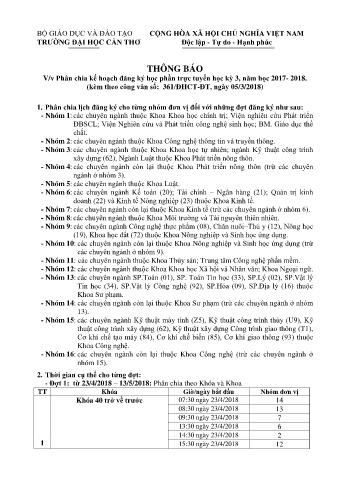 BỘ GIÁO DỤC VÀ ĐÀO TẠO
TRƯỜNG ĐẠI HỌC CẦN THƠ
CỘNG HÒA XÃ HỘI CHỦ NGHĨA VIỆT NAM
Độc lập - Tự do - Hạnh phúc
THÔNG BÁO
V/v Phân chia kế hoạch đăng ký học phần trực tuyến học kỳ 3, năm học 2017- 2018.
(kèm theo công văn số: 361/ĐHCT-ĐT, ngày 05/3/2018)
1. Phân chia lịch đăng ký cho từng nhóm đơn vị đối với những đợt đăng ký như sau:
- Nhóm 1: các chuyên ngành thuộc Khoa Khoa học chính trị; Viện nghiên cứu Phát triển
ĐBSCL; Viện Nghiên cứu và Phát triển công nghệ sinh học; BM. Giáo dục thể
chất.
- Nhóm 2: các chuyên ngành thuộc Khoa Công nghệ thông tin và truyền thông.
- Nhóm 3: các chuyên ngành thuộc Khoa Khoa học tự nhiên; ngành Kỹ thuật công trình
xây dựng (62), Ngành Luật thuộc Khoa Phát triển nông thôn.
- Nhóm 4: các chuyên ngành còn lại thuộc Khoa Phát triển nông thôn (trừ các chuyên
ngành ở nhóm 3).
- Nhóm 5: các chuyên ngành thuộc Khoa Luật.
- Nhóm 6: các chuyên ngành Kế toán (20); Tài chính – Ngân hàng (21); Quản trị kinh
doanh (22) và Kinh tế Nông nghiệp (23) thuộc Khoa Kinh tế.
- Nhóm 7: các chuyên ngành còn lại thuộc Khoa Kinh tế (trừ các chuyên ngành ở nhóm 6).
- Nhóm 8: các chuyên ngành thuộc Khoa Môi trường và Tài nguyên thiên nhiên.
- Nhóm 9: các chuyên ngành Công nghệ thực phẩm (08), Chăn nuôi-Thú y (12), Nông học
(19), Khoa học đất (72) thuộc Khoa Nông nghiệp và Sinh học ứng dụng.
- Nhóm 10: các chuyên ngành còn lại thuộc Khoa Nông nghiệp và Sinh học ứng dụng (trừ
các chuyên ngành ở nhóm 9).
- Nhóm 11: các chuyên ngành thuộc Khoa Thủy sản; Trung tâm Công nghệ phần mềm.
- Nhóm 12: các chuyên ngành thuộc Khoa Khoa học Xã hội và Nhân văn; Khoa Ngoại ngữ.
- Nhóm 13: các chuyên ngành SP.Toán (01), SP. Toán Tin học (33), SP.Lý (02), SP.Vật lý
Tin học (34), SP.Vật lý Công nghệ (92), SP.Hóa (09), SP.Địa lý (16) thuộc
Khoa Sư phạm.
- Nhóm 14: các chuyên ngành còn lại thuộc Khoa Sư phạm (trừ các chuyên ngành ở nhóm
13).
- Nhóm 15: các chuyên ngành Kỹ thuật máy tính (Z5), Kỹ thuật công trình thủy (U9), Kỹ
thuật công trình xây dựng (62), Kỹ thuật xây dựng Công trình giao thông (T1),
Cơ khí chế tạo máy (84), Cơ khí chế biến (85), Cơ khí giao thông (93) thuộc
Khoa Công nghệ.
- Nhóm 16: các chuyên ngành còn lại thuộc Khoa Công nghệ (trừ các chuyên ngành ở
nhóm 15).
2. Thời gian cụ thể cho từng đợt:
- Đợt 1: từ 23/4/2018 – 13/5/2018: Phân chia theo Khóa và Khoa
TT Khóa Giờ/ngày bắt đầu Nhóm đơn vị
Khóa 40 trở về trước 07:30 ngày 23/4/2018 14
08:30 ngày 23/4/2018 13
09:30 ngày 23/4/2018 7
13:30 ngày 23/4/2018 6
14:30 ngày 23/4/2018 2
1 15:30 ngày 23/4/2018 12